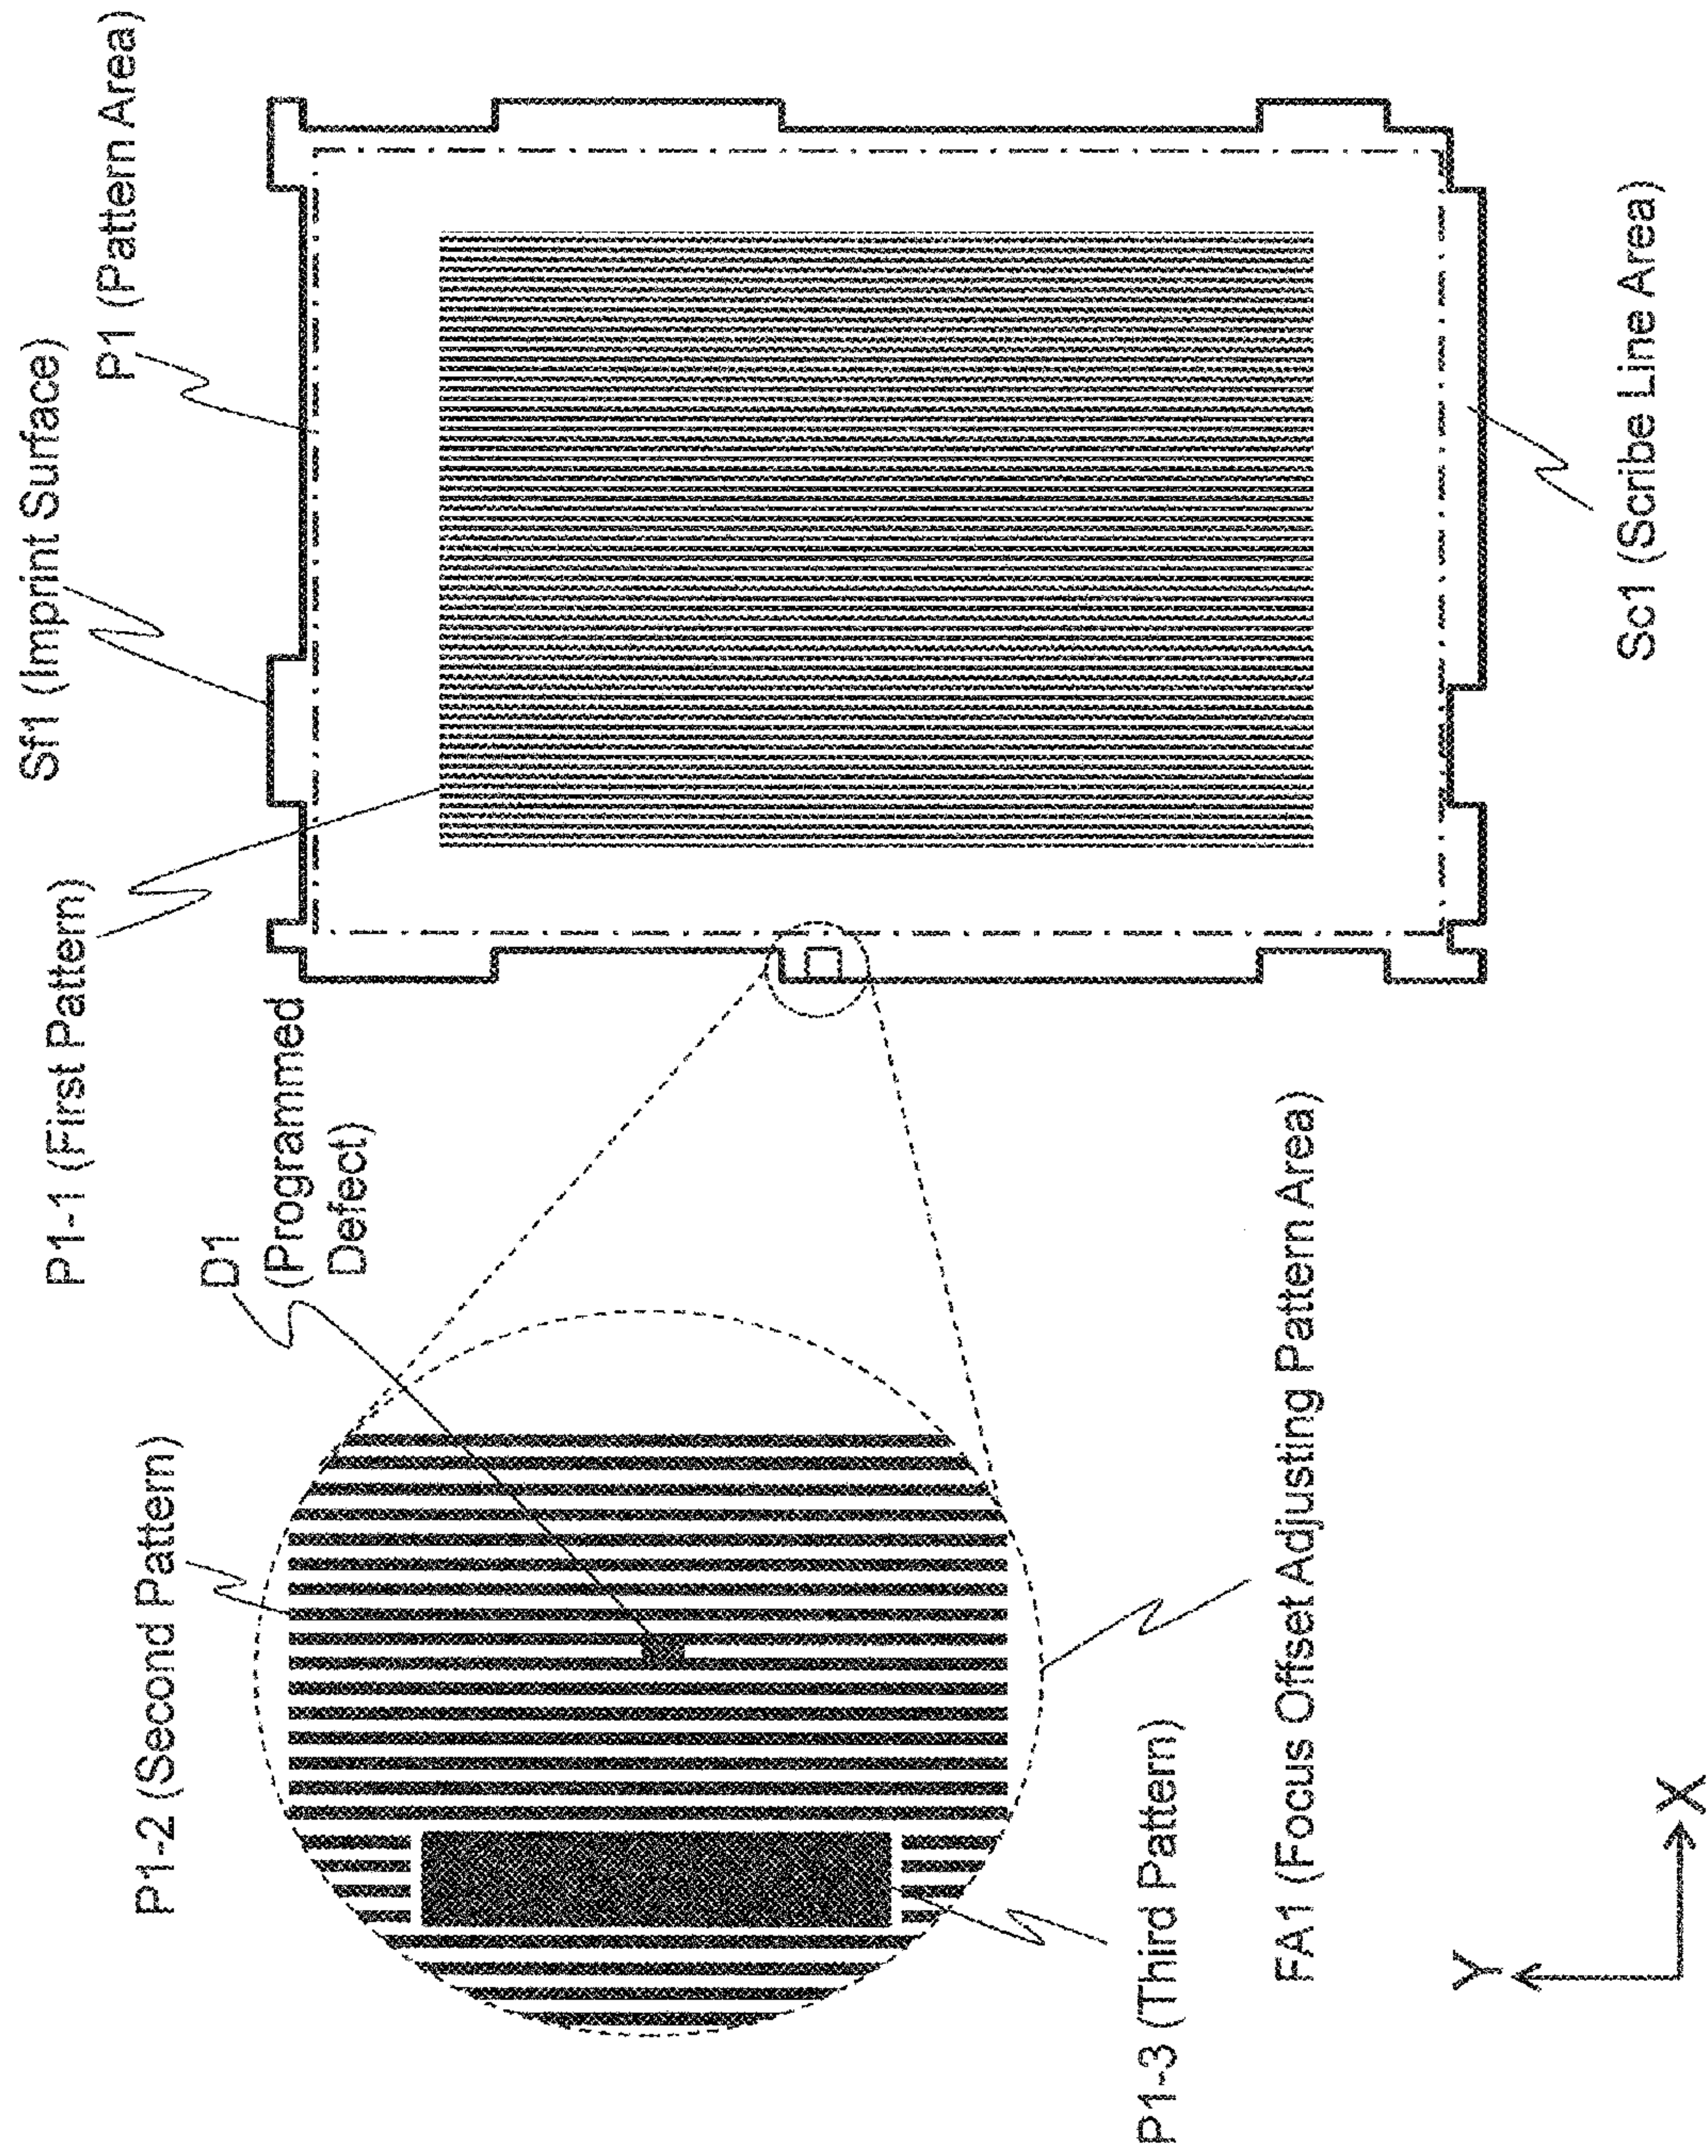 Sf1 (Imprint Surface)
P1 (Pattern Area)
P1-1 (First Pattern)
D1
(Programmed
Defect)
P1-2 (Second Pattern)
P1-3 (Third Pattern)
FA1 (Focus Offset Adjusting Pattern Area)
Sc1 (Scribe Line Area)
Y
X